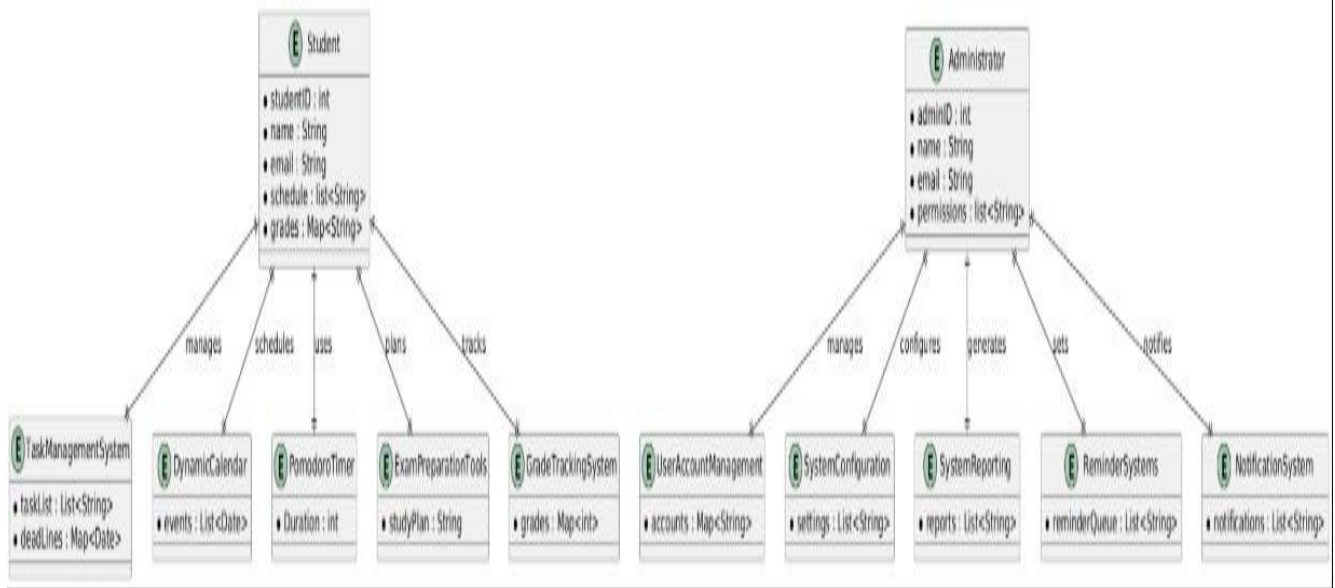 E Student
studentID : int
name : String
email : String
schedule : list<String>
grades : Map<String>
E Administrator
adminID : int
name : String
email : String
permissions : list<String>
manages
schedules
uses
plans
tracks
manages
configures
generates
sets
notifies
E TaskManagementSystem
taskList : List<String>
deadLines : Map<Date>
E DynamicCalendar
events : List<Date>
E PomodoroTimer
Duration : int
E ExamPreparationTools
studyPlan : String
E GradeTrackingSystem
grades : Map<int>
E UserAccountManagement
accounts : Map<String>
E SystemConfiguration
settings : List<String>
E SystemReporting
reports : List<String>
E ReminderSystems
reminderQueue : List<String>
E NotificationSystem
notifications : List<String>